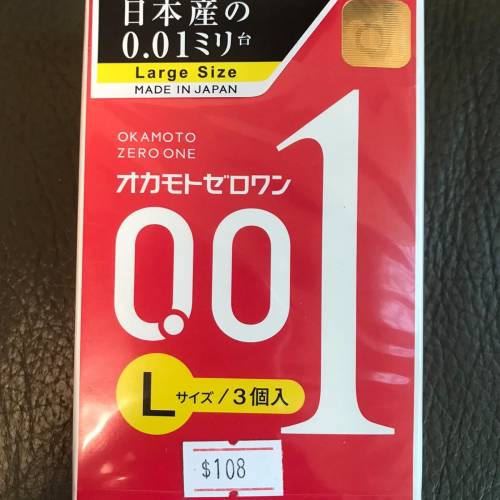 日本産の
0.01ミリ台
Large Size
MADE IN JAPAN
OKAMOTO
ZERO ONE
オカモトゼロワン
0.01
Lサイズ/3個入
$108